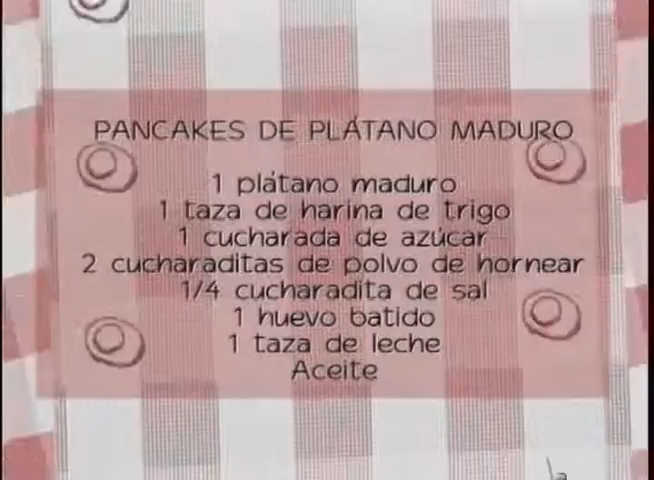 PANCAKES DE PLÁTANO MADURO
1 plátano maduro
1 taza de harina de trigo
1 cucharada de azúcar
2 cucharaditas de polvo de hornear
1/4 cucharadita de sal
1 huevo batido
1 taza de leche
Aceite
la